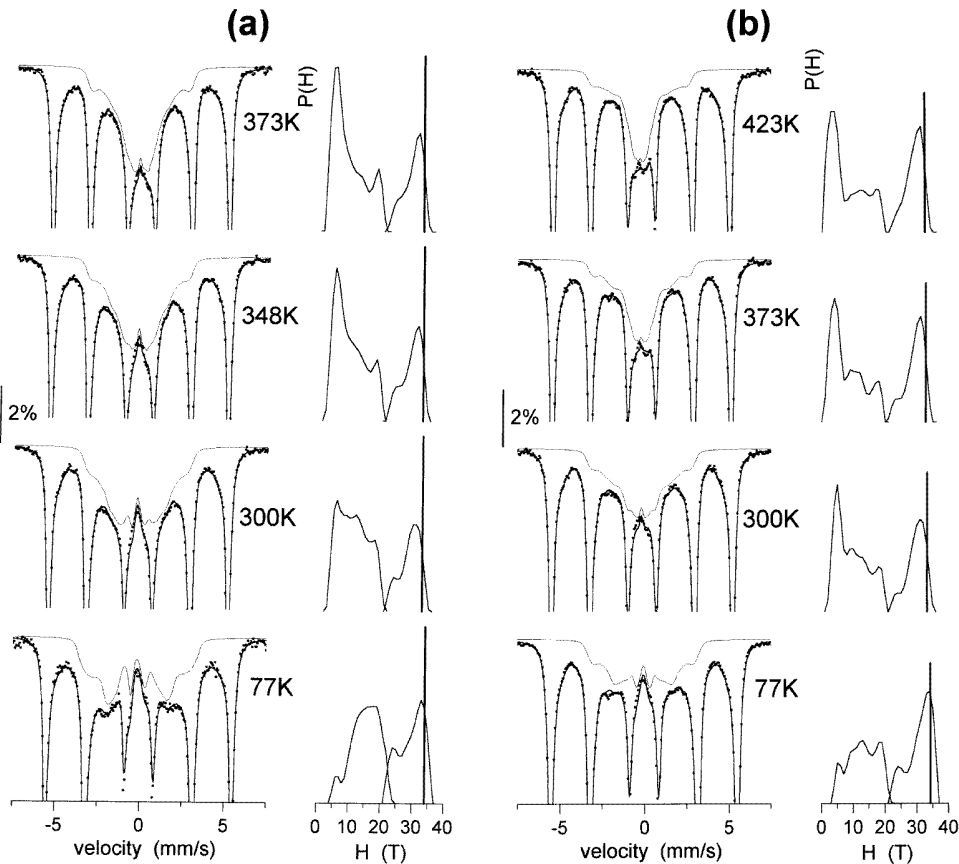 (a)
(b)
P(H)
P(H)
373K
423K
348K
373K
2%
2%
300K
300K
77K
77K
-5 0 5
0 10 20 30 40
-5 0 5
0 10 20 30 40
velocity (mm/s)
H (T)
velocity (mm/s)
H (T)